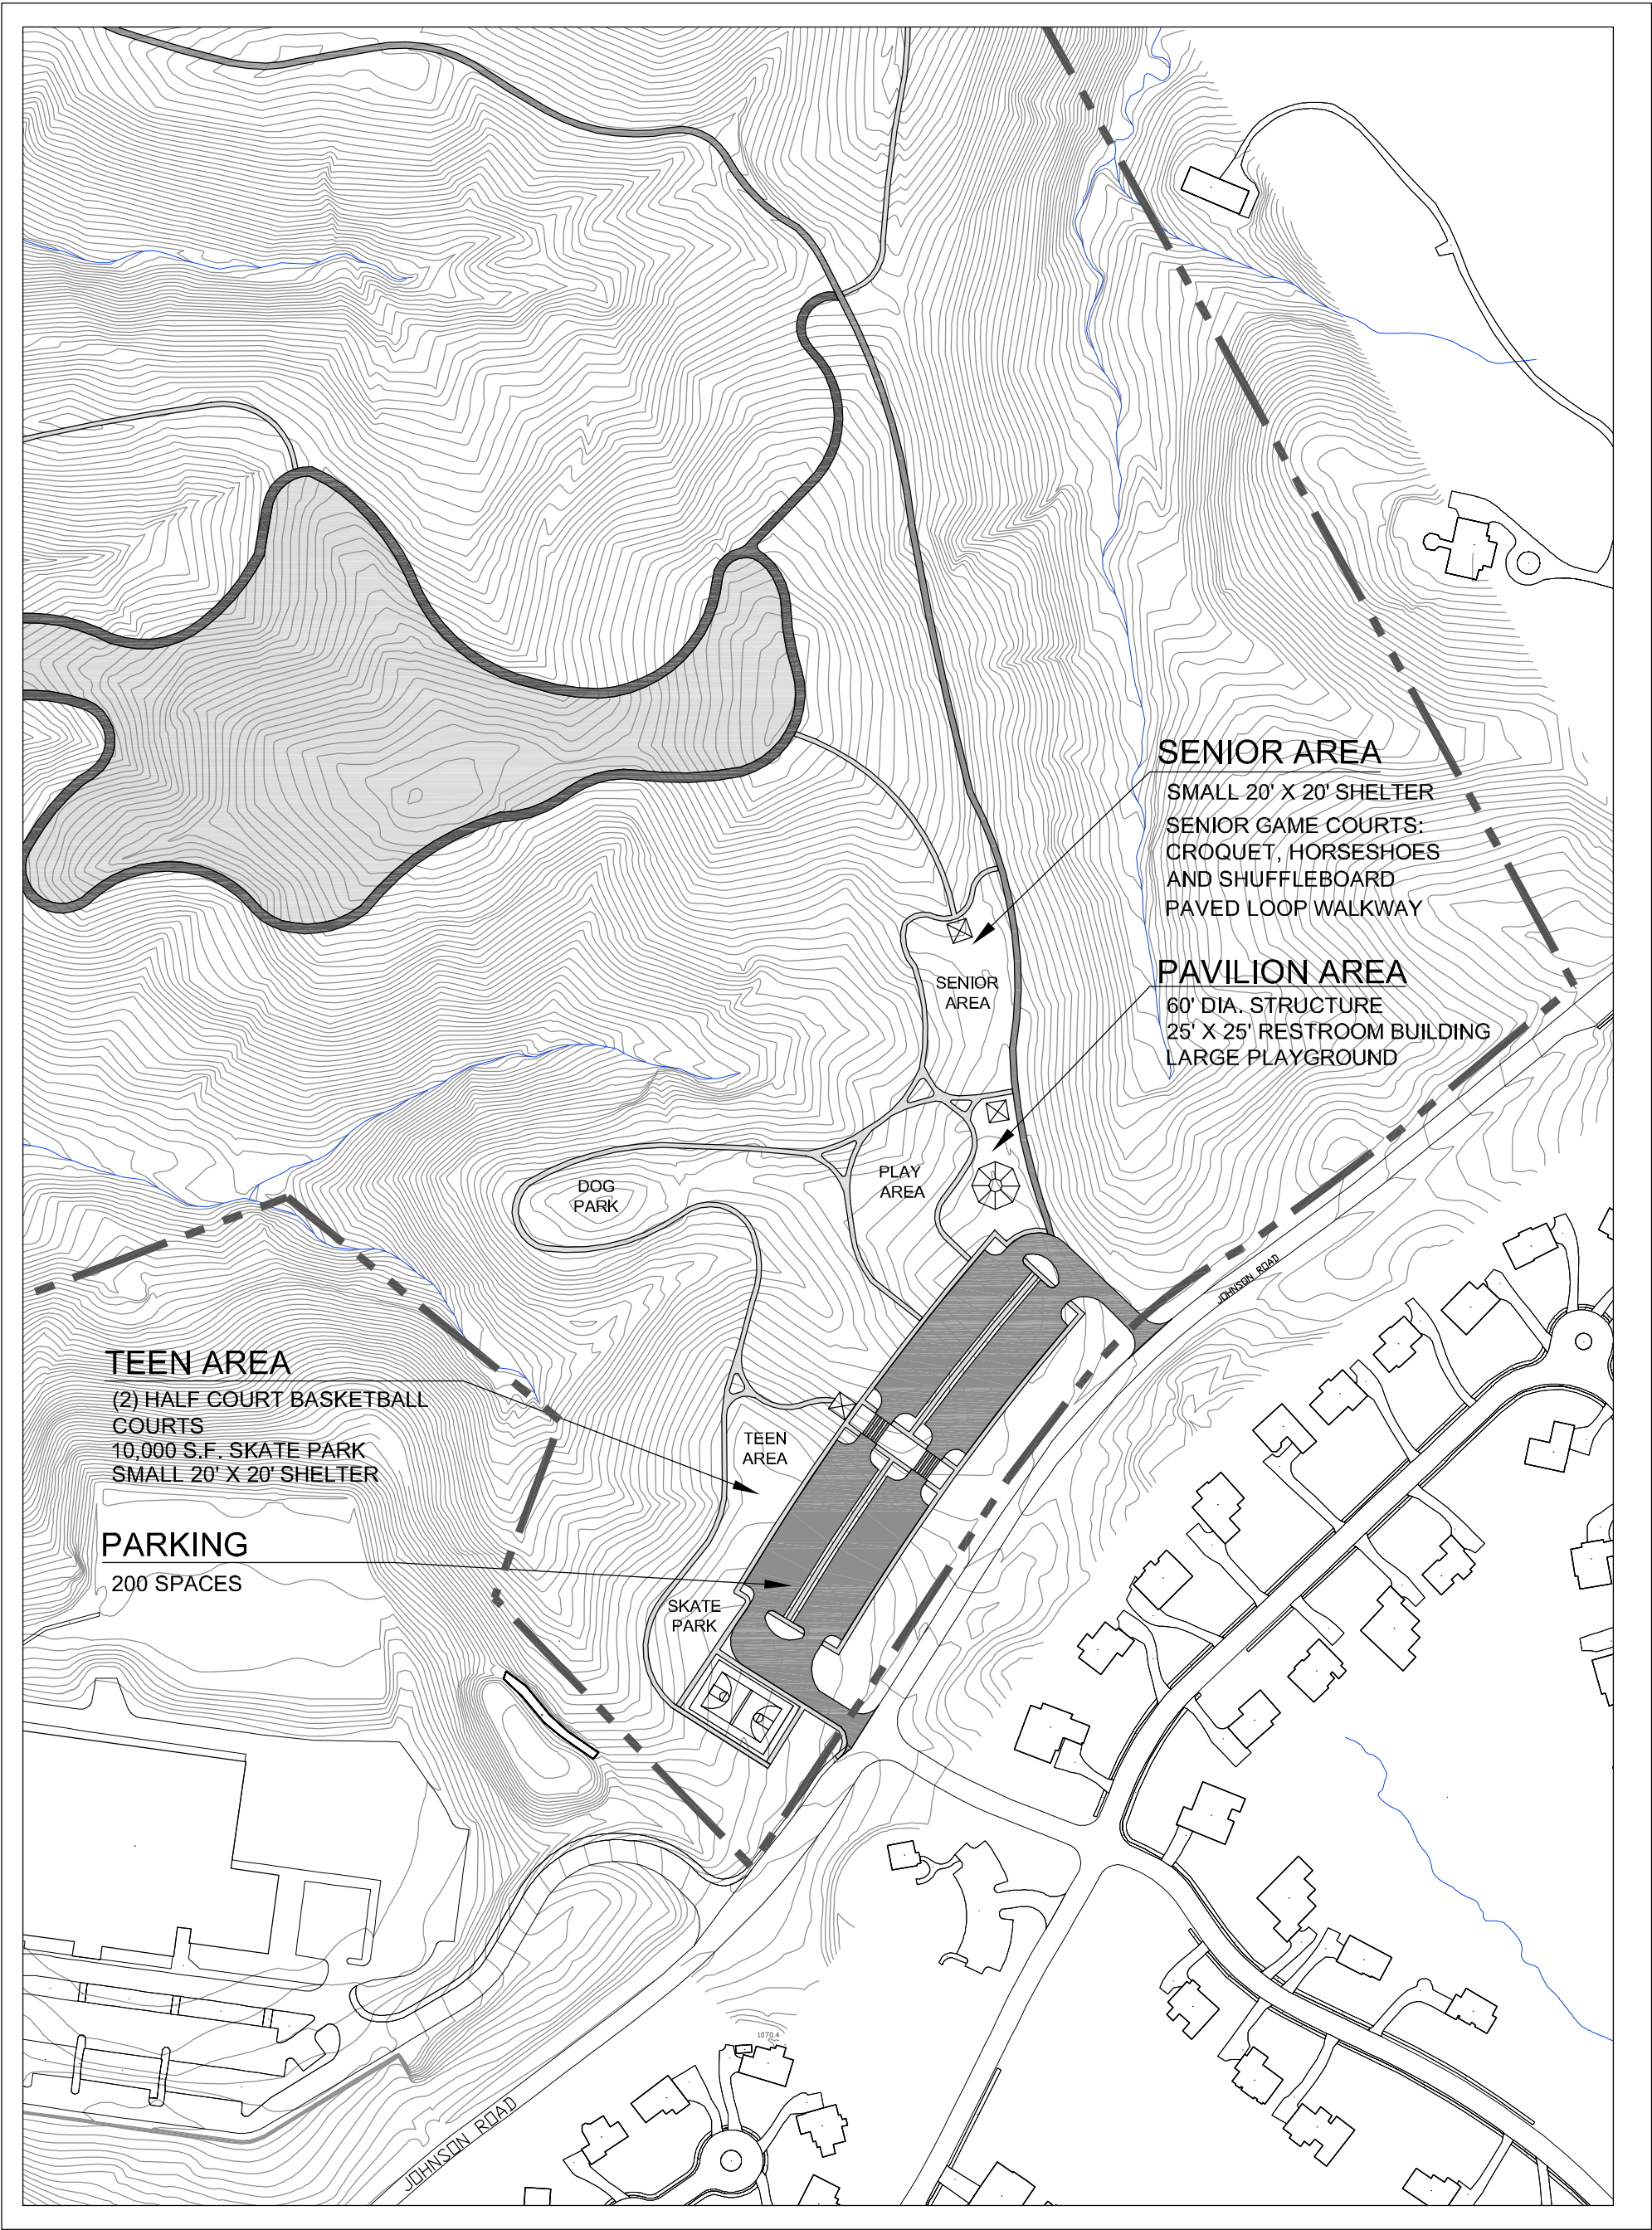 SENIOR AREA
SMALL 20' X 20' SHELTER
SENIOR GAME COURTS:
CROQUET, HORSESHOES
AND SHUFFLEBOARD
PAVED LOOP WALKWAY
PAVILION AREA
60' DIA. STRUCTURE
25' X 25' RESTROOM BUILDING
LARGE PLAYGROUND
SENIOR
AREA
PLAY
AREA
DOG
PARK
JOHNSON ROAD
TEEN AREA
(2) HALF COURT BASKETBALL
COURTS
10,000 S.F. SKATE PARK
SMALL 20' X 20' SHELTER
TEEN
AREA
PARKING
200 SPACES
SKATE
PARK
1070.4
JOHNSON ROAD